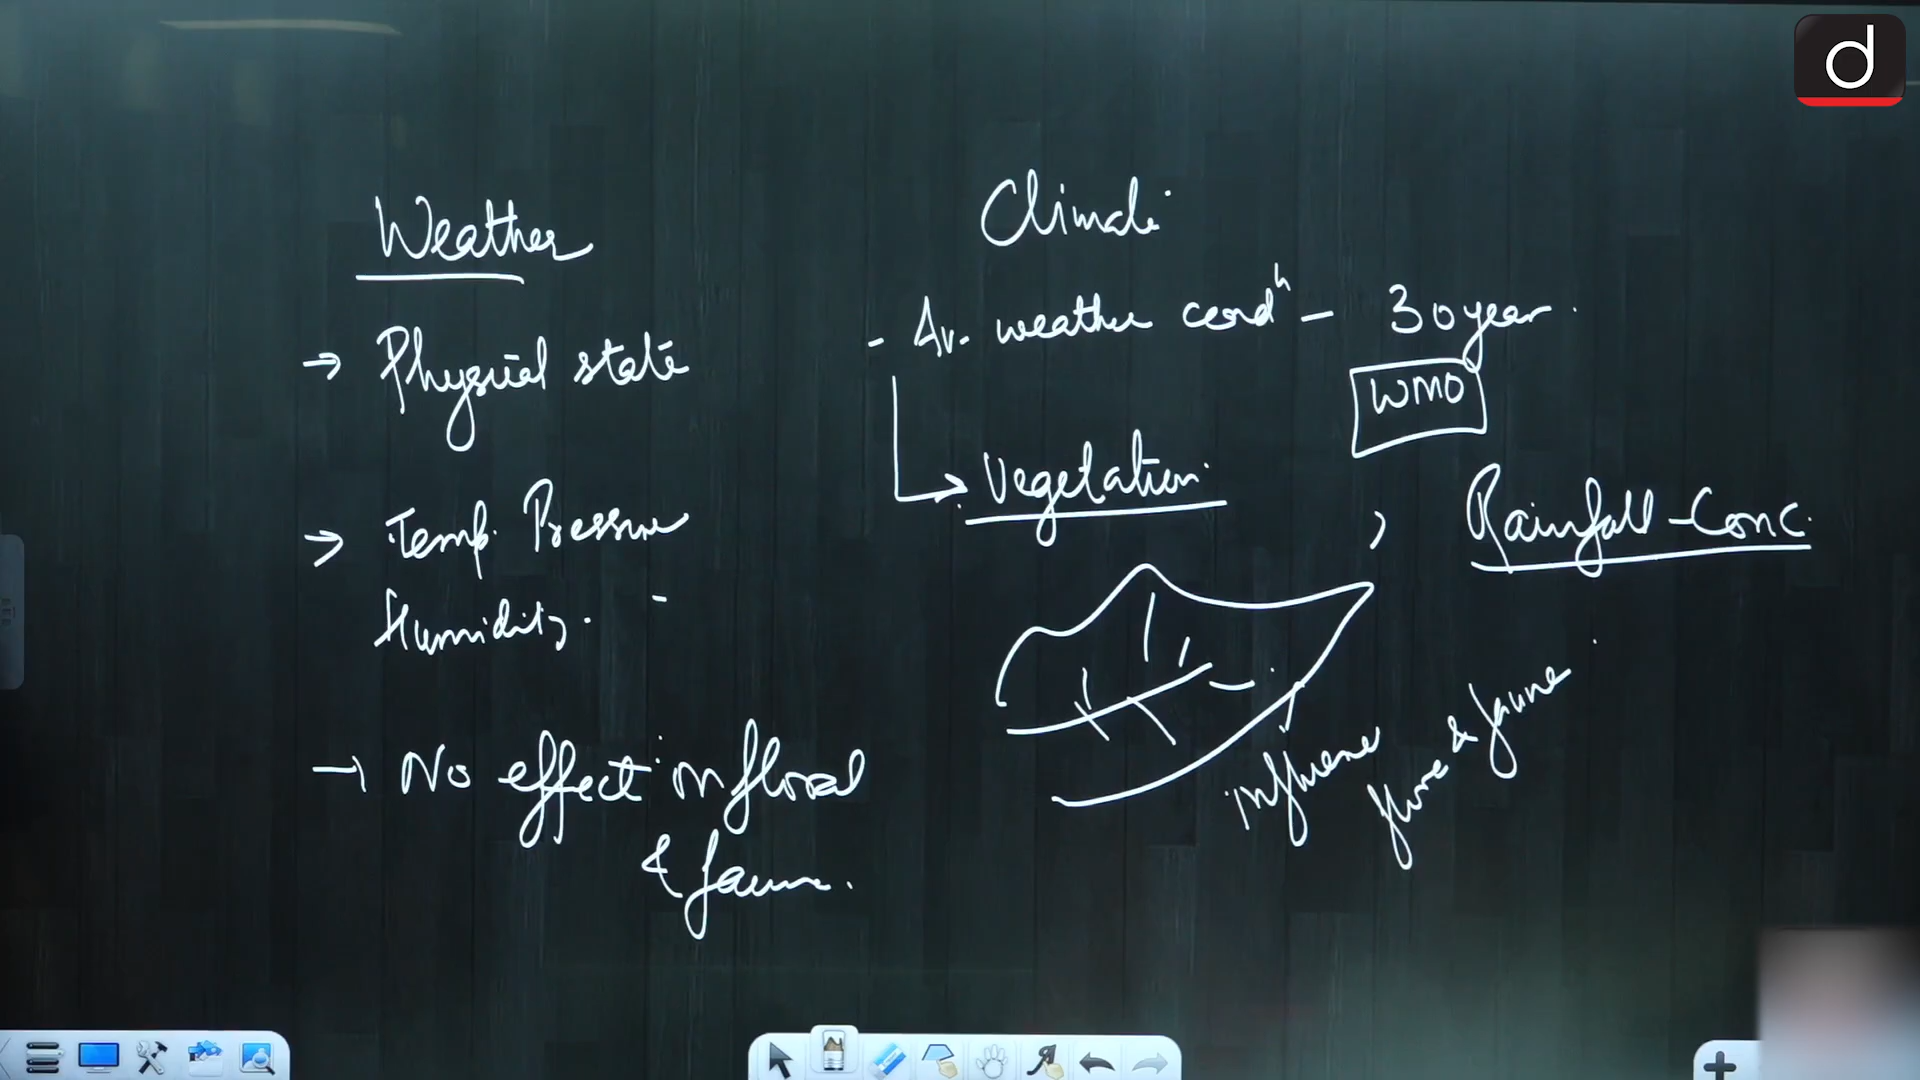 Weather
→ Physical state
→ Temp. Pressure
Humidity. -
→ No effect on floral
& fauna.
Climate
- Av. weather condn - 30 year.
WMO
→ Vegetation.
, Rainfall - Conc.
influence
flora & fauna
d